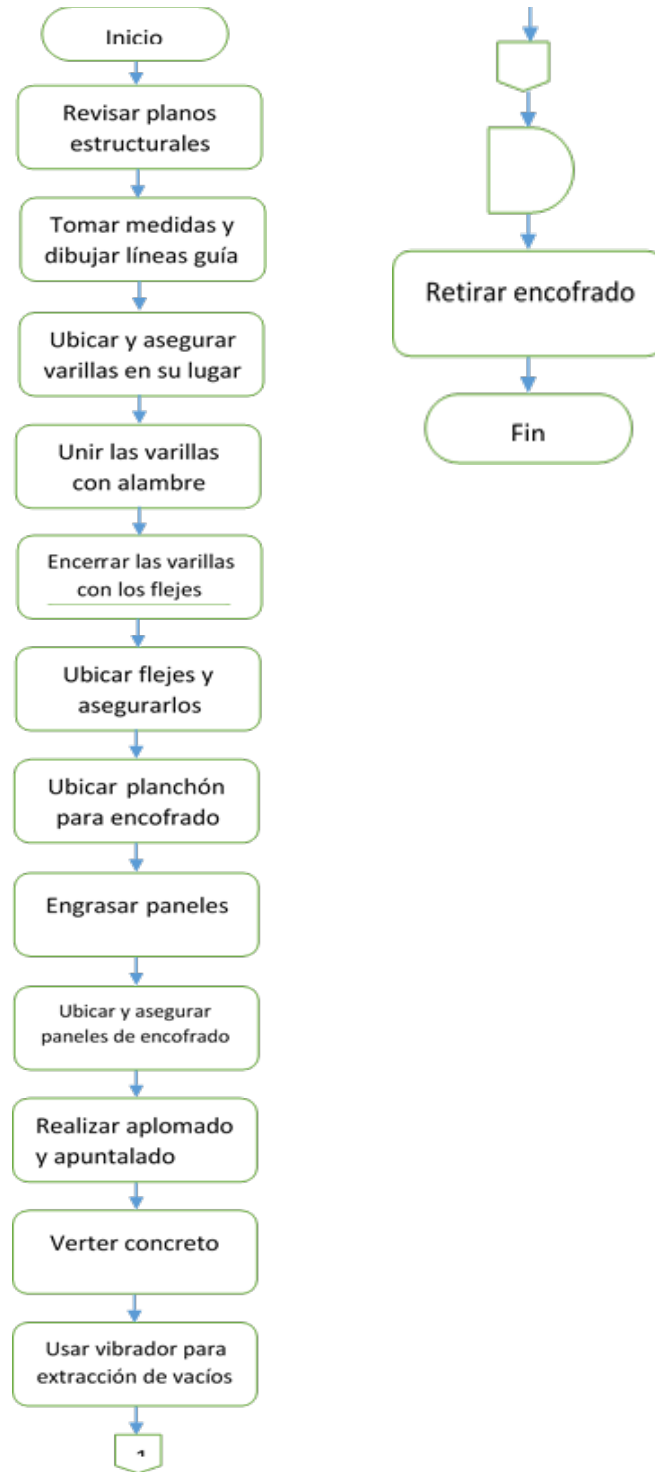 Inicio
Revisar planos
estructurales
Tomar medidas y
dibujar líneas guía
Ubicar y asegurar
varillas en su lugar
Unir las varillas
con alambre
Encerrar las varillas
con los flejes
Ubicar flejes y
asegurarlos
Ubicar planchón
para encofrado
Engrasar paneles
Ubicar y asegurar
paneles de encofrado
Realizar aplomado
y apuntalado
Verter concreto
Usar vibrador para
extracción de vacíos
1
Retirar encofrado
Fin